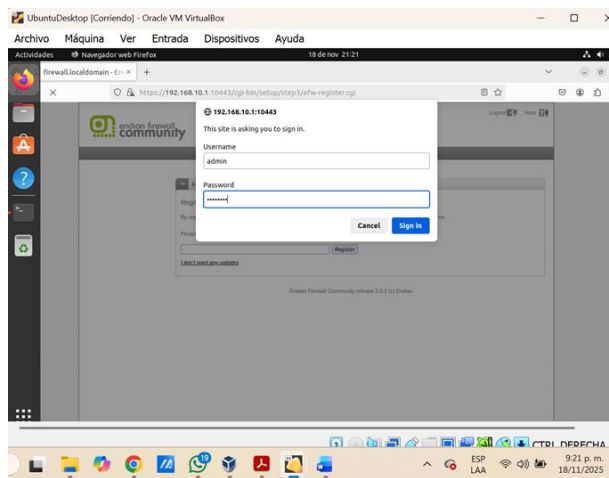 UbuntuDesktop [Corriendo] - Oracle VM VirtualBox
Archivo Máquina Ver Entrada Dispositivos Ayuda
Actividades Navegador web Firefox 18 de nov 21:21
firewall.localdomain - En
https://192.168.10.1:10443/cgi-bin/setup/step3/efw-register.cgi
endian firewall
community
Logout Help
192.168.10.1:10443
This site is asking you to sign in.
Username
admin
Password
••••••••
Cancel Sign in
Register
I don't want any updates
Endian Firewall Community release 3.3.2 (c) Endian
CTRL DERECHA
19
ESP
LAA
9:21 p. m.
18/11/2025